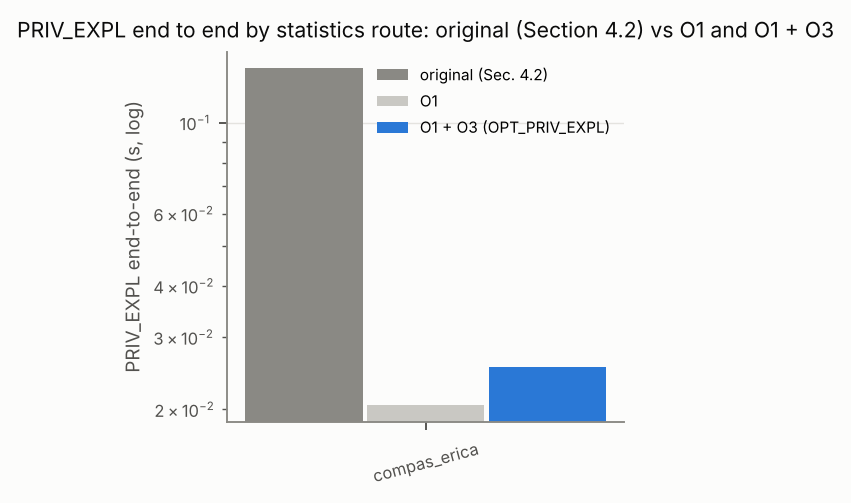 PRIV_EXPL end to end by statistics route: original (Section 4.2) vs O1 and O1 + O3
original (Sec. 4.2)
O1
O1 + O3 (OPT_PRIV_EXPL)
PRIV_EXPL end-to-end (s, log)
10⁻¹
6 × 10⁻²
4 × 10⁻²
3 × 10⁻²
2 × 10⁻²
compas_erica